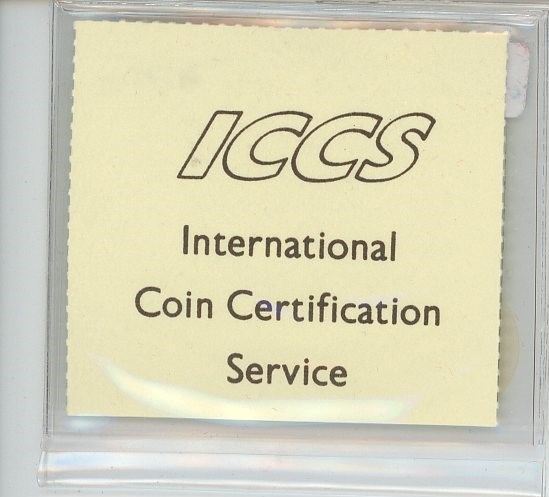 ICCS
International
Coin Certification
Service